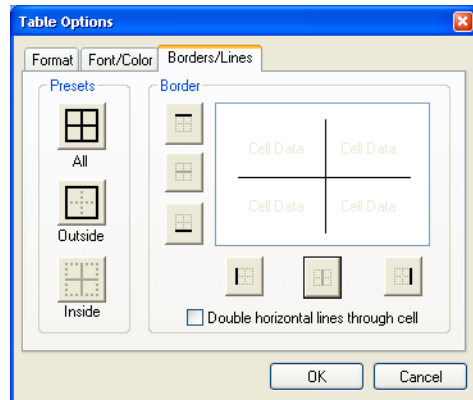 Table Options
Format Font/Color Borders/Lines
Presets
All
Outside
Inside
Border
Cell Data Cell Data
Cell Data Cell Data
Double horizontal lines through cell
OK Cancel